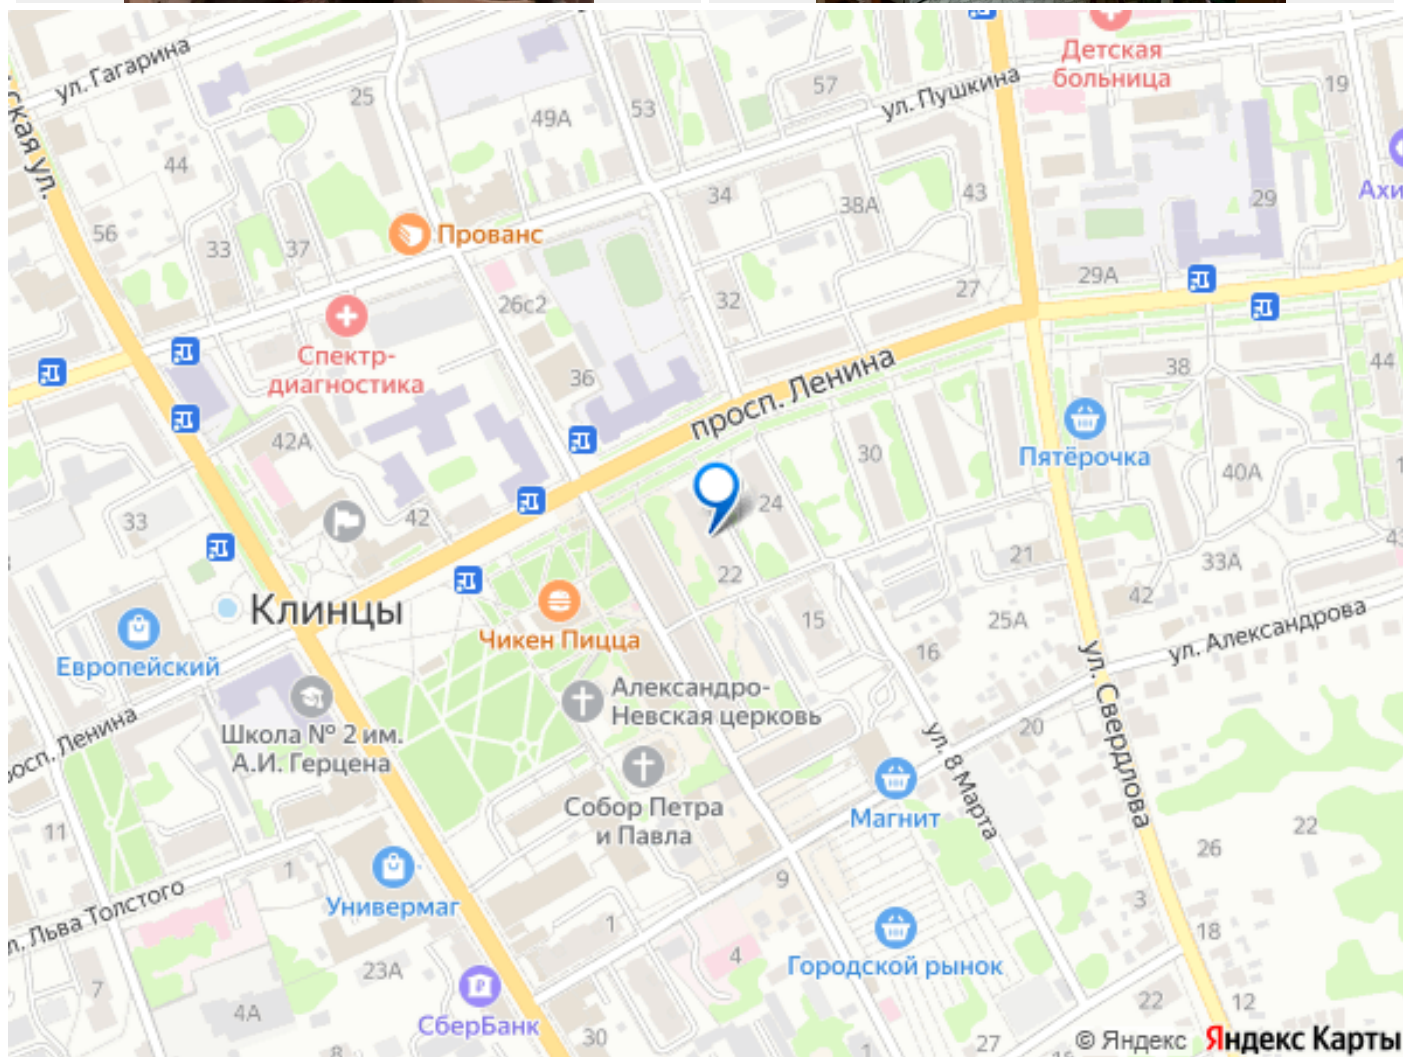 ул. Гагарина
25
49А
53
57
ул. Пушкина
Детская
больница
19
ская ул.
44
56
33
37
Прованс
34
38А
43
29
Ахи
26с2
32
27
29А
Спектр-
диагностика
36
просп. Ленина
38
44
42А
42
33
30
24
22
Пятёрочка
40А
Клинцы
Европейский
Чикен Пицца
15
21
33А
42
43
25А
16
20
ул. Александрова
ул. Свердлова
ул. 8 Марта
Александро-
Невская церковь
Школа № 2 им.
А.И. Герцена
осп. Ленина
Собор Петра
и Павла
Магнит
11
1
9
22
26
Универмаг
л. Льва Толстого
1
4
3
18
Городской рынок
7
23А
4А
СберБанк
30
8
22
12
27
© Яндекс Яндекс Карты